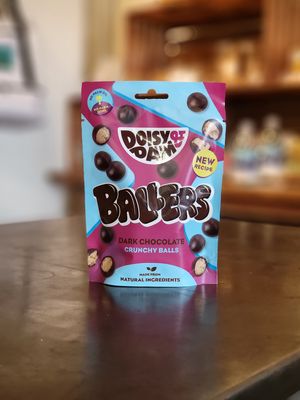 DOISY &
DAM
NEW
RECIPE
BALLERS
DARK CHOCOLATE
CRUNCHY BALLS
MADE FROM
NATURAL INGREDIENTS